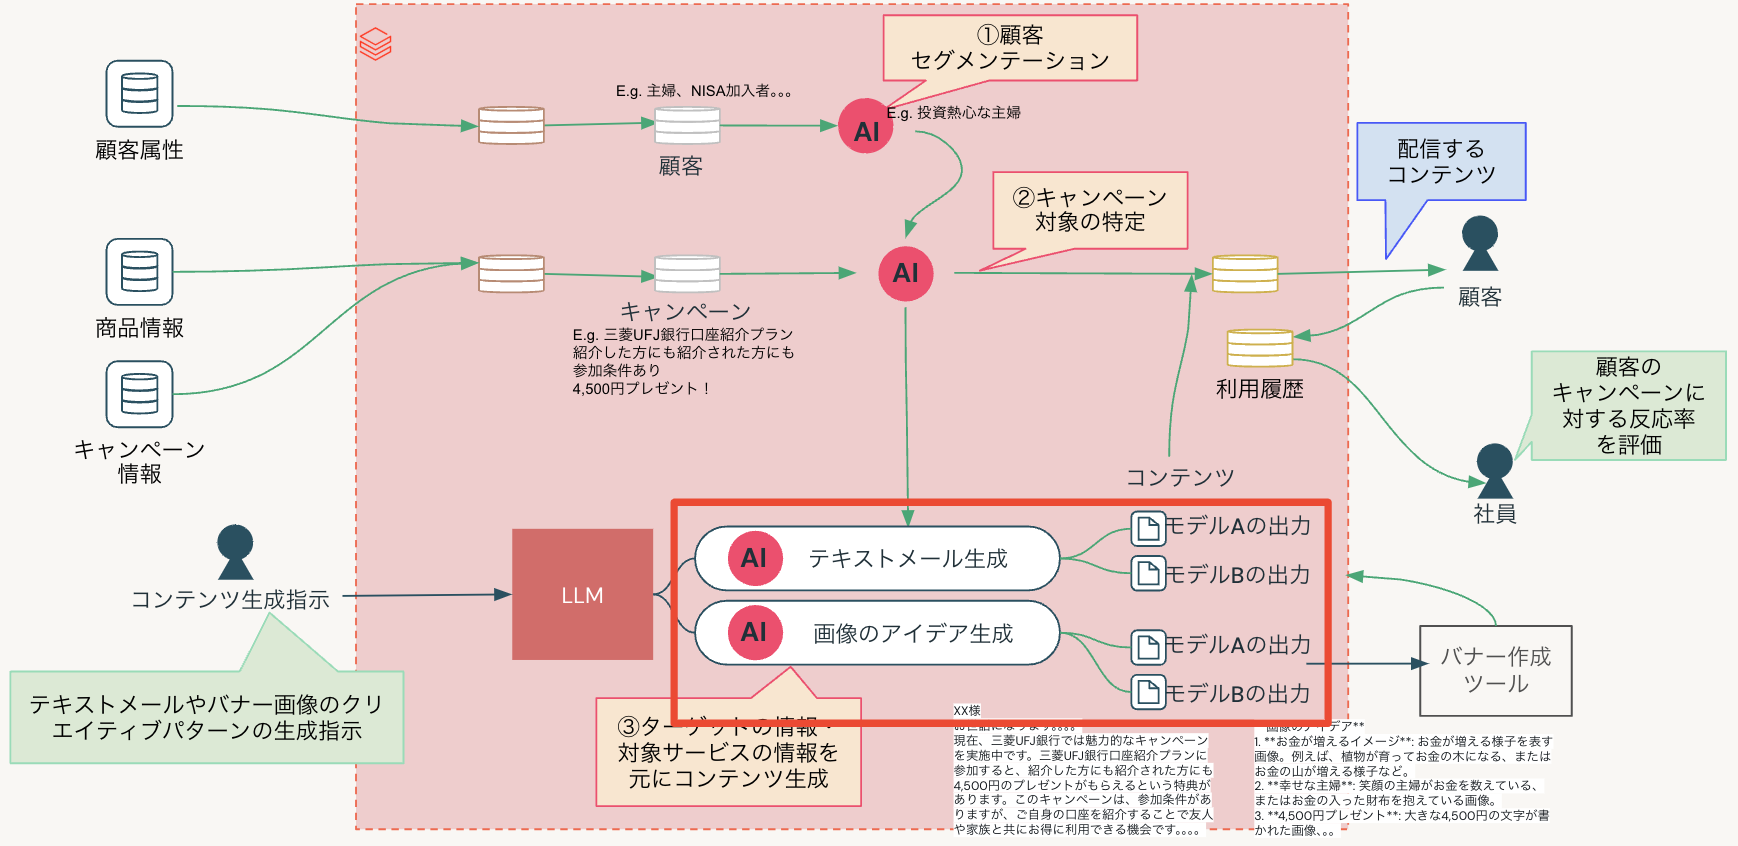 ①顧客
セグメンテーション
E.g. 主婦、NISA加入者。。。
AI
E.g. 投資熱心な主婦
顧客属性
顧客
配信する
コンテンツ
②キャンペーン
対象の特定
AI
顧客
商品情報
キャンペーン
E.g. 三菱UFJ銀行口座紹介プラン
紹介した方にも紹介された方にも
参加条件あり
4,500円プレゼント！
利用履歴
顧客の
キャンペーンに
対する反応率
を評価
キャンペーン
情報
コンテンツ
社員
LLM
AI
テキストメール生成
モデルAの出力
モデルBの出力
コンテンツ生成指示
AI
画像のアイデア生成
モデルAの出力
モデルBの出力
バナー作成
ツール
テキストメールやバナー画像のクリ
エイティブパターンの生成指示
③ターゲットの情報・
対象サービスの情報を
元にコンテンツ生成
XX様
現在、三菱UFJ銀行では魅力的なキャンペーン
を実施中です。三菱UFJ銀行口座紹介プランに
参加すると、紹介した方にも紹介された方にも
4,500円のプレゼントがもらえるという特典が
あります。このキャンペーンは、参加条件があ
りますが、ご自身の口座を紹介することで友人
や家族と共にお得に利用できる機会です。。。。
画像のアイデア**
1. **お金が増えるイメージ**: お金が増える様子を表す
画像。例えば、植物が育ってお金の木になる、または
お金の山が増える様子など。
2. **幸せな主婦**: 笑顔の主婦がお金を数えている、
またはお金の入った財布を抱えている画像。
3. **4,500円プレゼント**: 大きな4,500円の文字が書
かれた画像、。。